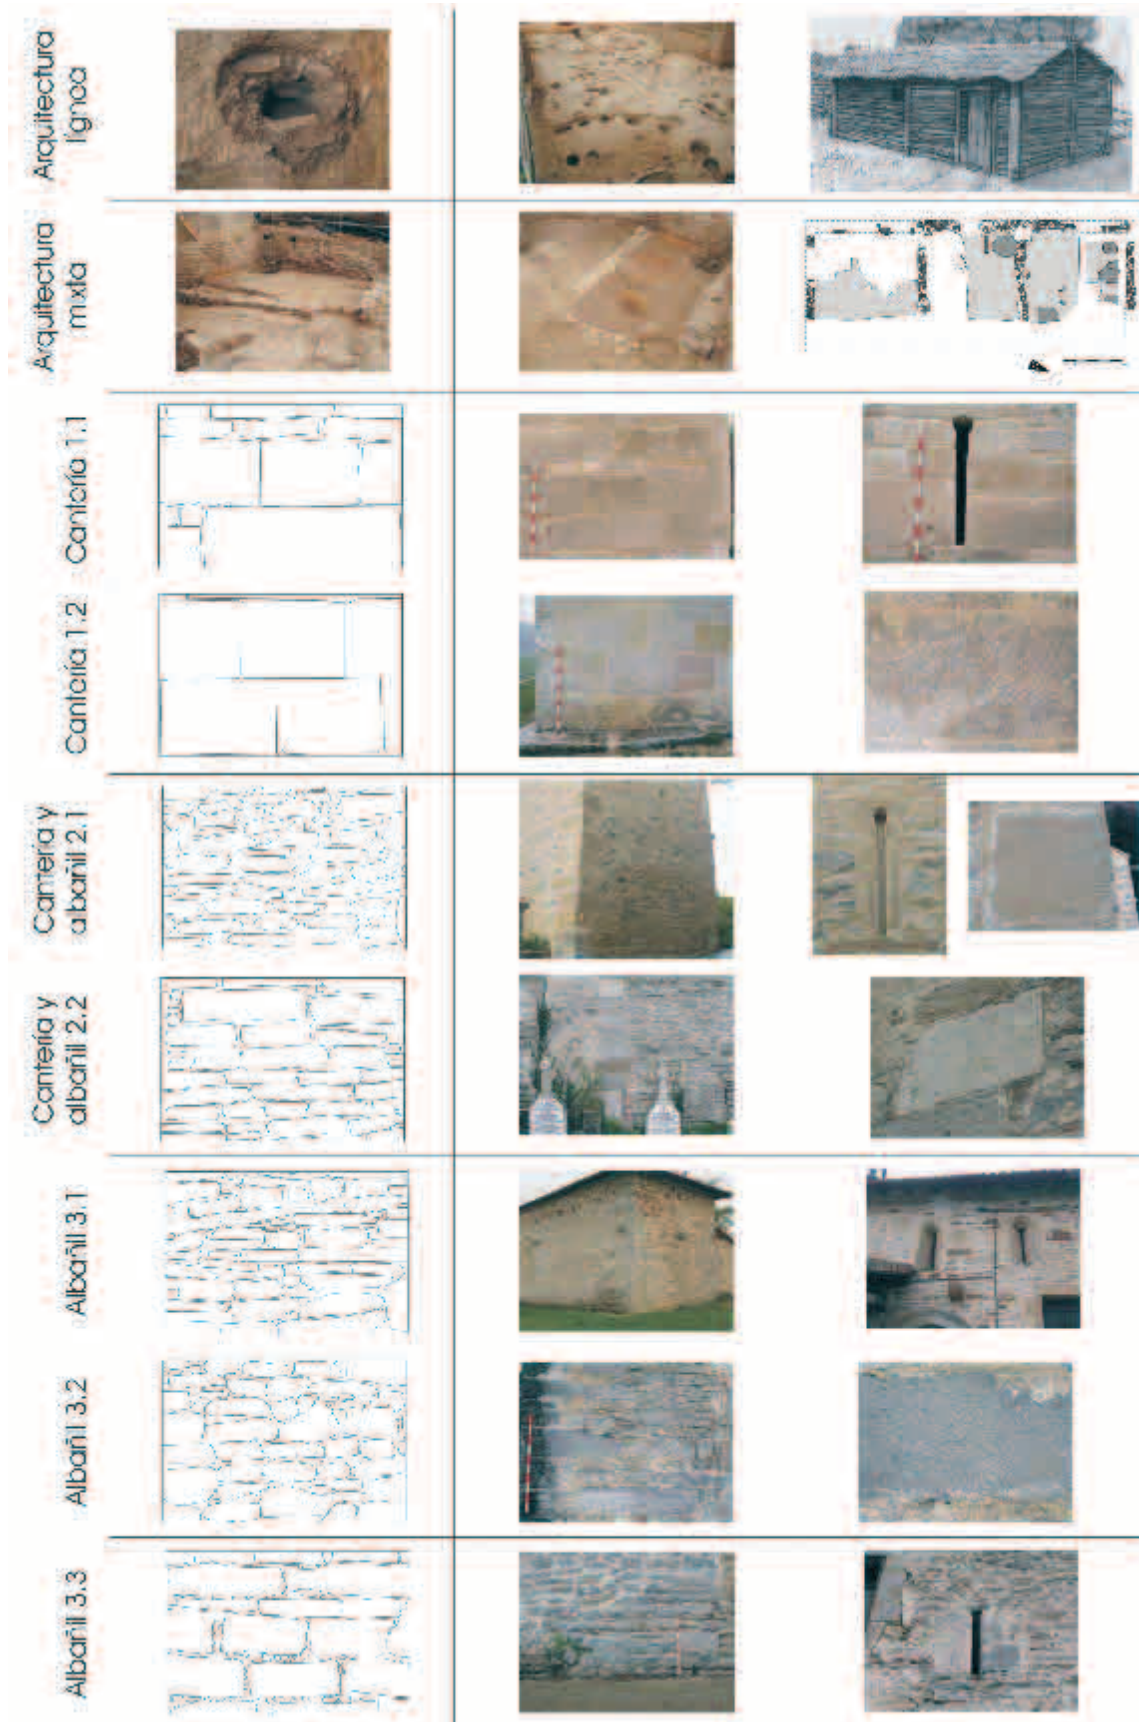 Arquitectura
lígnea
Arquitectura
mixta
Cantería 1.1
Cantería 1.2
Cantería y
albañil 2.1
Cantería y
albañil 2.2
Albañil 3.1
Albañil 3.2
Albañil 3.3